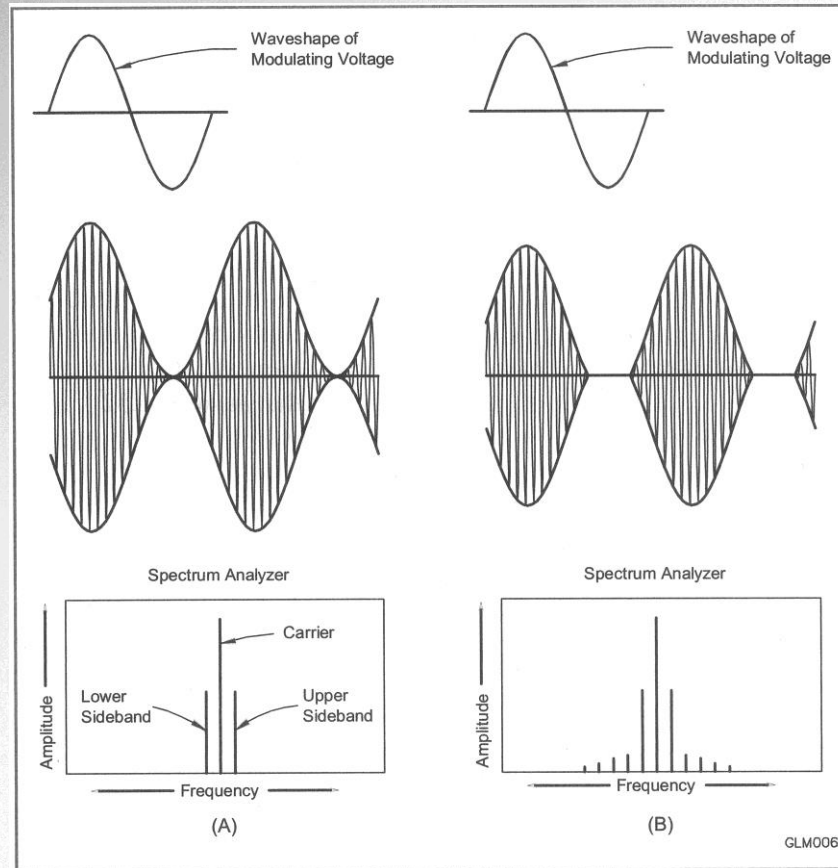 Waveshape of
Modulating Voltage
Waveshape of
Modulating Voltage
Spectrum Analyzer
Amplitude
Carrier
Lower
Sideband
Upper
Sideband
Frequency
(A)
Spectrum Analyzer
Amplitude
Frequency
(B)
GLM006